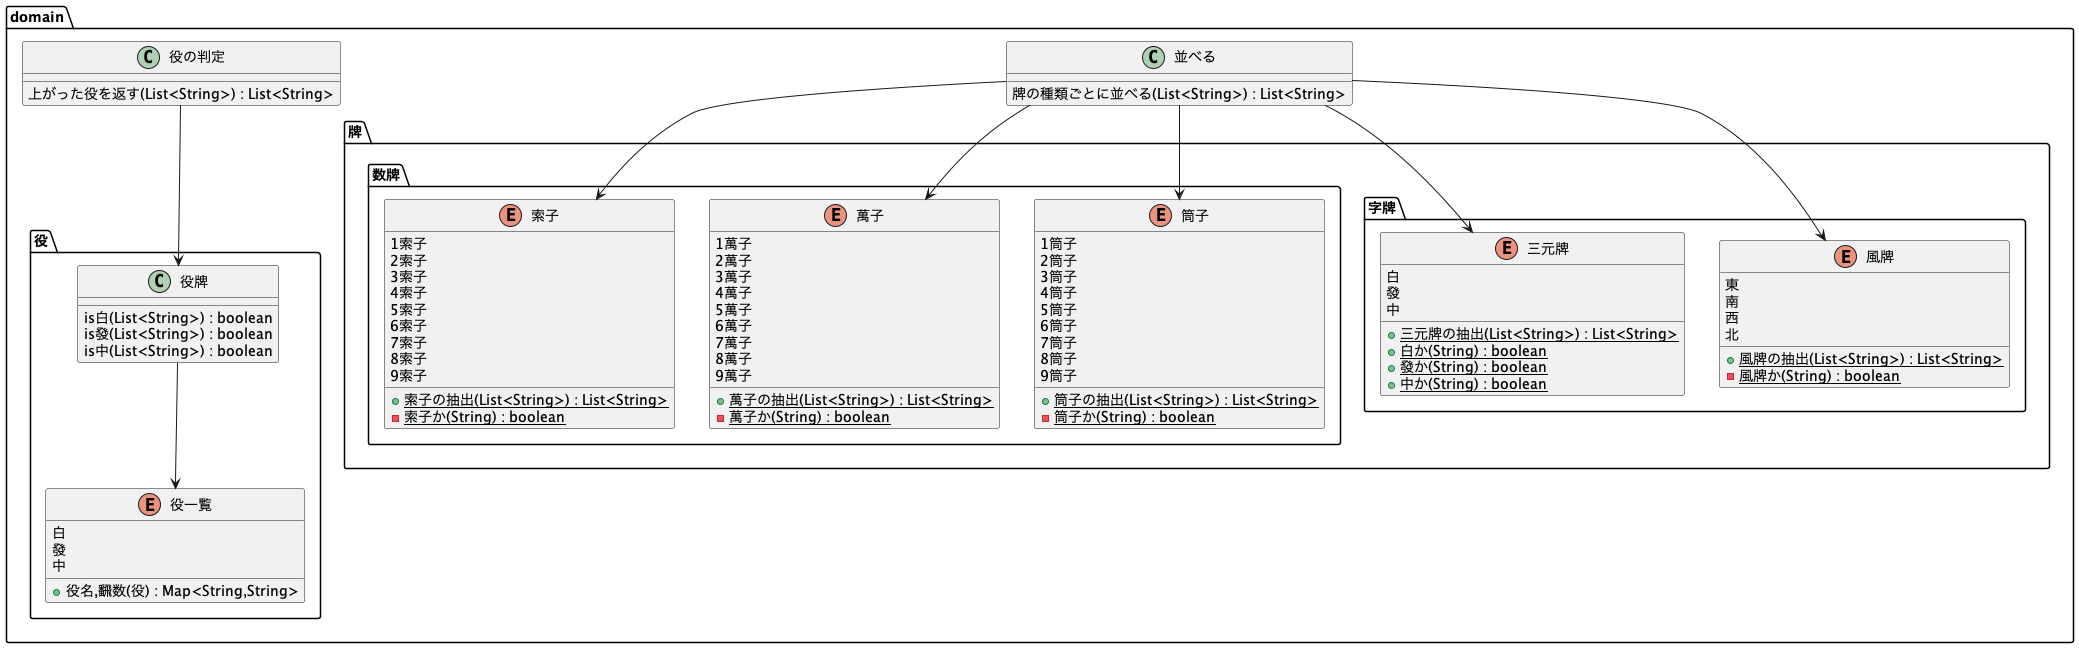 domain
C 役の判定
上がった役を返す(List<String>) : List<String>
C 並べる
牌の種類ごとに並べる(List<String>) : List<String>
役
C 役牌
is白(List<String>) : boolean
is發(List<String>) : boolean
is中(List<String>) : boolean
E 役一覧
白
發
中
役名,飜数(役) : Map<String,String>
牌
数牌
E 索子
1索子
2索子
3索子
4索子
5索子
6索子
7索子
8索子
9索子
索子の抽出(List<String>) : List<String>
索子か(String) : boolean
E 萬子
1萬子
2萬子
3萬子
4萬子
5萬子
6萬子
7萬子
8萬子
9萬子
萬子の抽出(List<String>) : List<String>
萬子か(String) : boolean
E 筒子
1筒子
2筒子
3筒子
4筒子
5筒子
6筒子
7筒子
8筒子
9筒子
筒子の抽出(List<String>) : List<String>
筒子か(String) : boolean
字牌
E 三元牌
白
發
中
三元牌の抽出(List<String>) : List<String>
白か(String) : boolean
發か(String) : boolean
中か(String) : boolean
E 風牌
東
南
西
北
風牌の抽出(List<String>) : List<String>
風牌か(String) : boolean